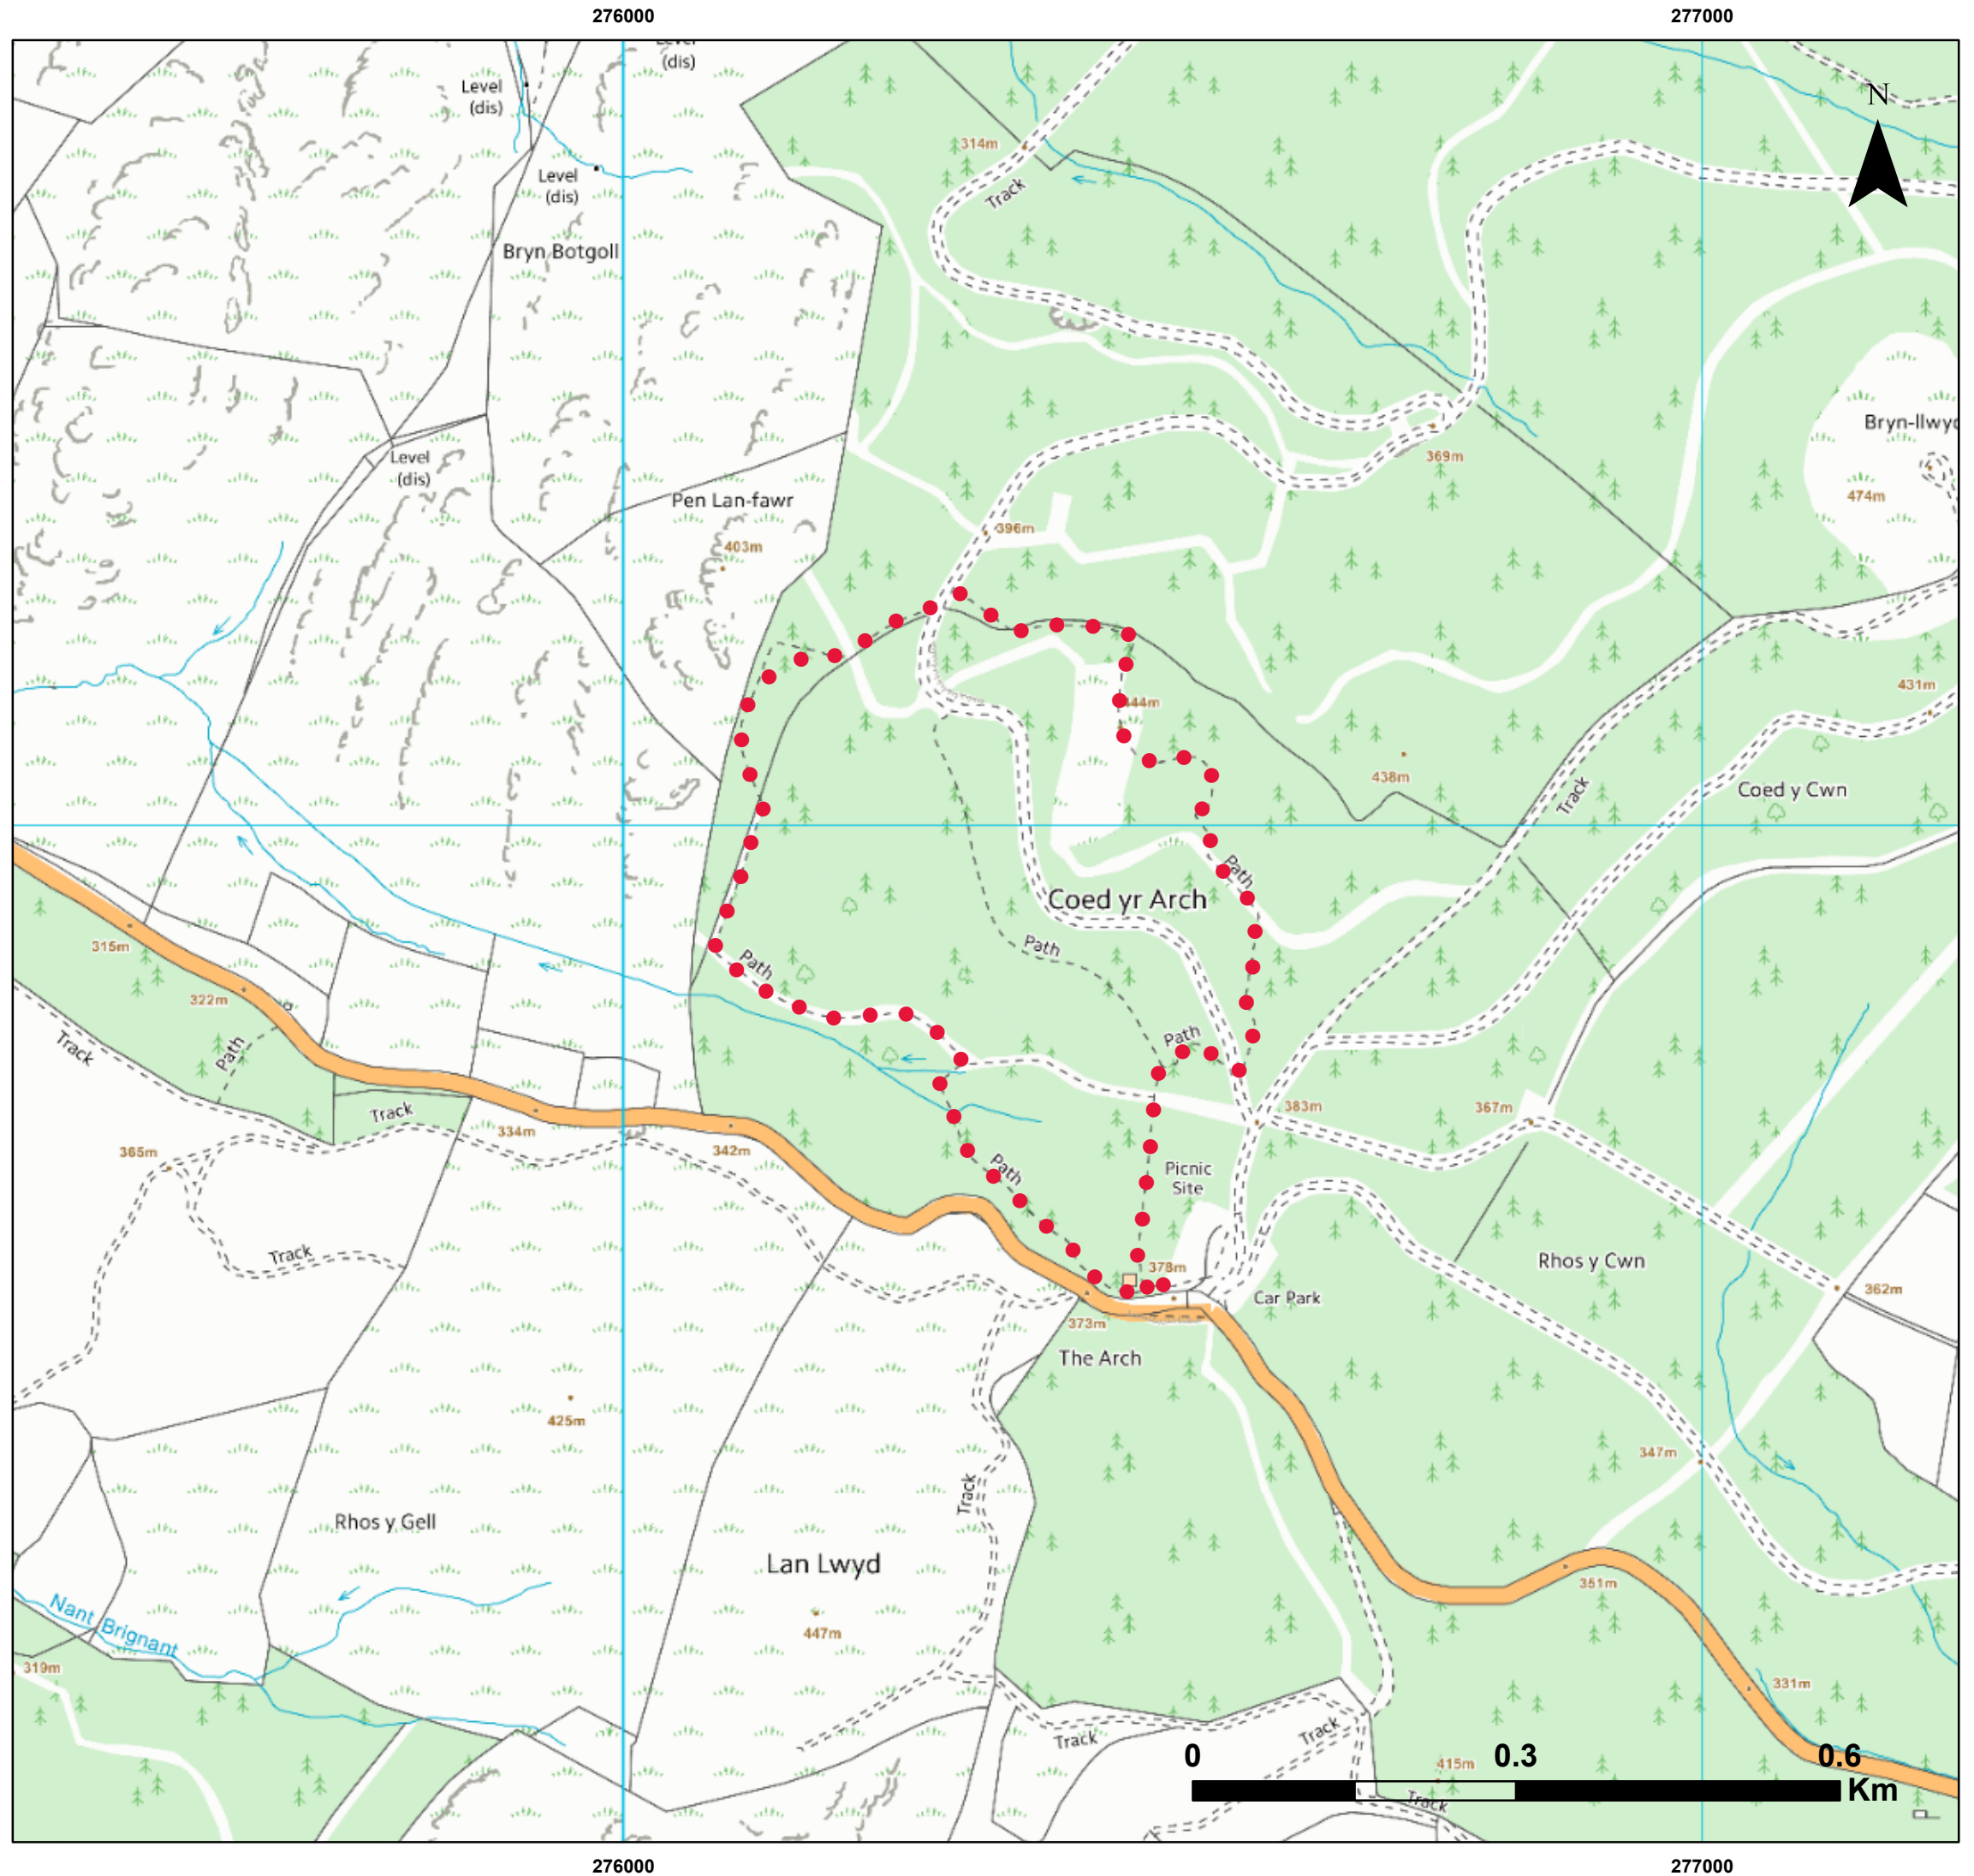 276000
277000
Level
(dis)
Level
(dis)
N
314m
Track
Level
(dis)
Bryn Botgoll
Level
(dis)
Pen Lan-fawr
403m
396m
369m
474m
431m
438m
Track
Coed y Cwn
Path
Coed yr Arch
Path
Path
Path
315m
322m
Track
Path
Track
334m
342m
365m
Track
Path
Picnic
Site
383m
367m
378m
Car Park
373m
The Arch
Rhos y Cwn
362m
425m
347m
Track
Rhos y Gell
Lan Lwyd
447m
351m
Nant Brignant
319m
331m
Track
Track
415m
Track
0
0.3
0.6
Km
276000
277000